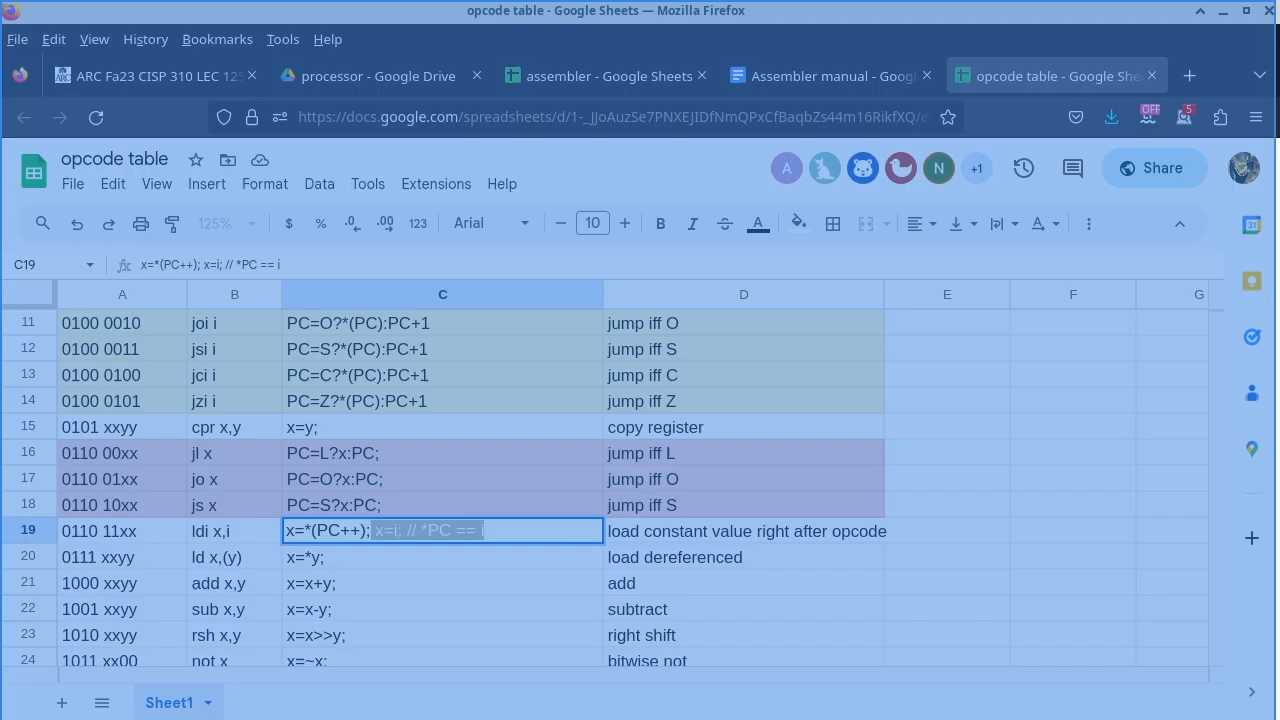 opcode table - Google Sheets — Mozilla Firefox
File Edit View History Bookmarks Tools Help
ARC Fa23 CISP 310 LEC 125 processor - Google Drive assembler - Google Sheets Assembler manual - Googl opcode table - Google She
https://docs.google.com/spreadsheets/d/1-_JJoAuzSe7PNXEJIDfNmQPxCfBaqbZs44m16RikfXQ/e OFF 5
opcode table
A N +1 Share
File Edit View Insert Format Data Tools Extensions Help
125% $ % .0 .00 123 Arial 10 B I S A
C19 fx x=*(PC++); x=i; // *PC == i
A B C D E F G
11 0100 0010 joi i PC=O?*(PC):PC+1 jump iff O
12 0100 0011 jsi i PC=S?*(PC):PC+1 jump iff S
13 0100 0100 jci i PC=C?*(PC):PC+1 jump iff C
14 0100 0101 jzi i PC=Z?*(PC):PC+1 jump iff Z
15 0101 xxyy cpr x,y x=y; copy register
16 0110 00xx jl x PC=L?x:PC; jump iff L
17 0110 01xx jo x PC=O?x:PC; jump iff O
18 0110 10xx js x PC=S?x:PC; jump iff S
19 0110 11xx ldi x,i x=*(PC++); x=i; // *PC == i load constant value right after opcode
20 0111 xxyy ld x,(y) x=*y; load dereferenced
21 1000 xxyy add x,y x=x+y; add
22 1001 xxyy sub x,y x=x-y; subtract
23 1010 xxyy rsh x,y x=x>>y; right shift
24 1011 xx00 not x x=~x; bitwise not
Sheet1